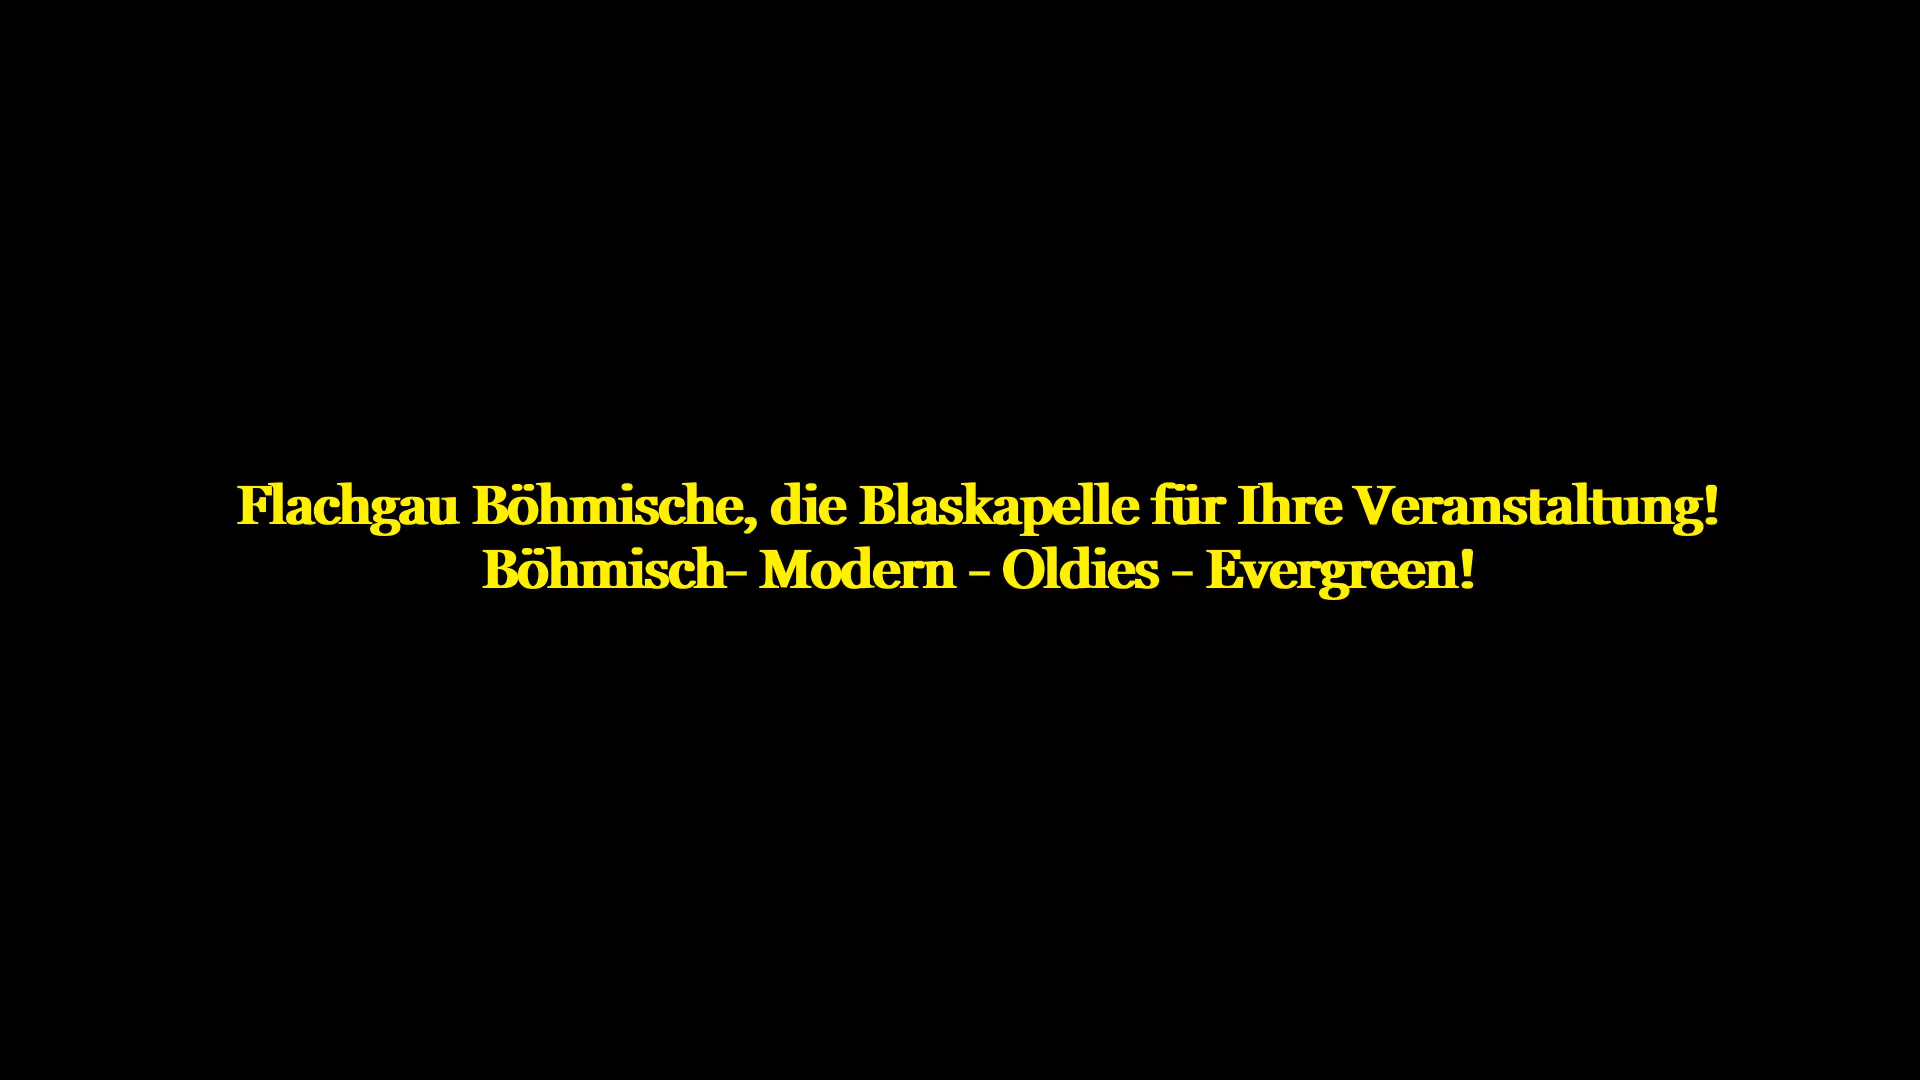 Flachgau Böhmische, die Blaskapelle für Ihre Veranstaltung!
Böhmisch- Modern - Oldies - Evergreen!